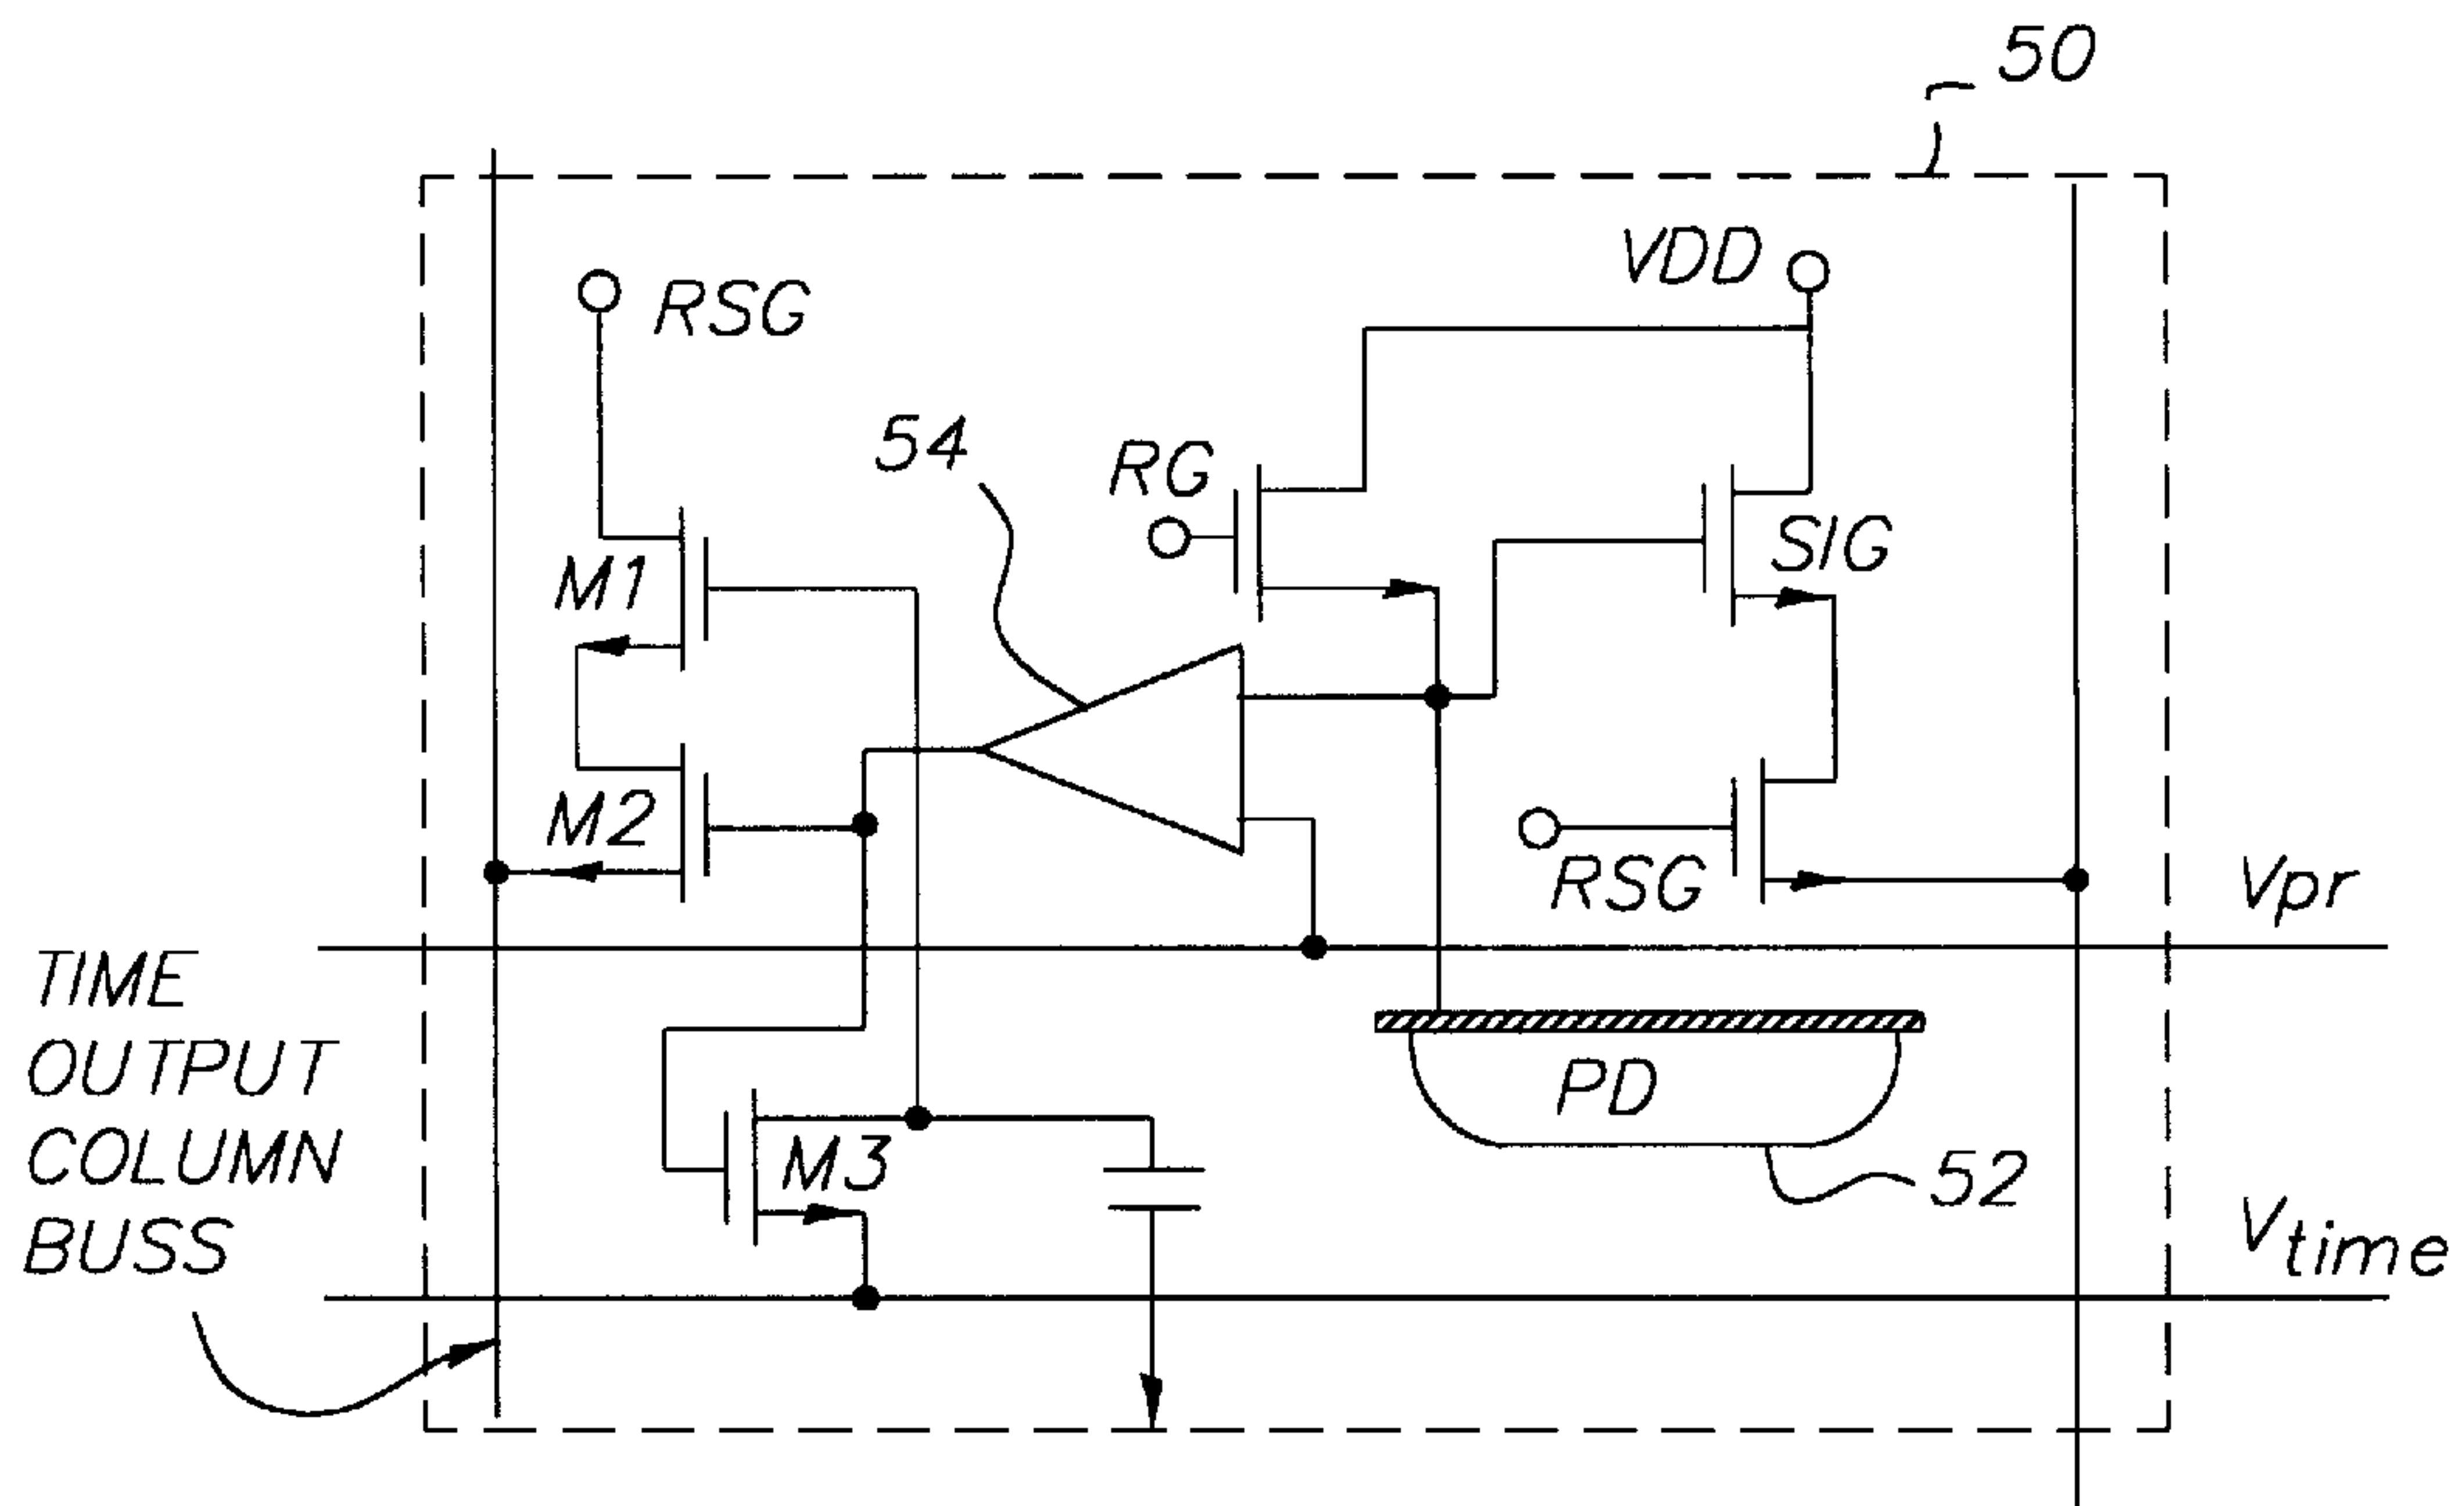 50
VDD
RSG
54
RG
SIG
M1
M2
RSG
Vpr
TIME
OUTPUT
COLUMN
BUSS
PD
M3
52
Vtime